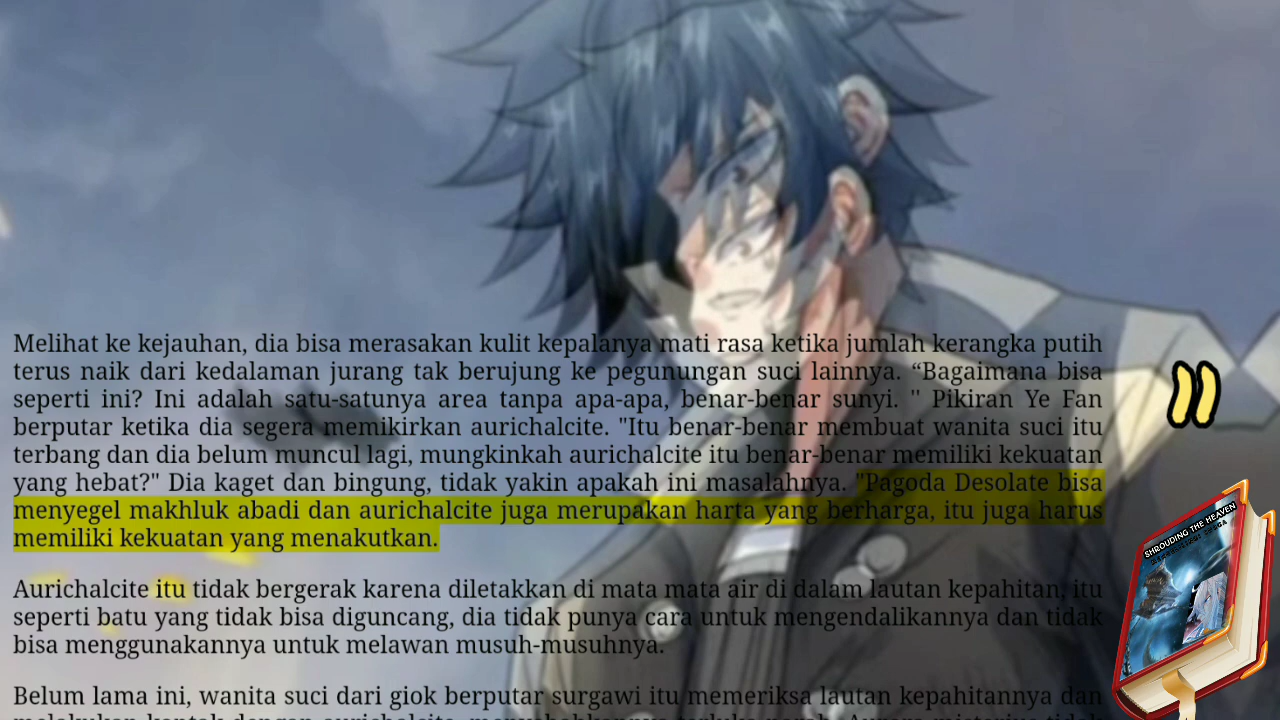 Melihat ke kejauhan, dia bisa merasakan kulit kepalanya mati rasa ketika jumlah kerangka putih
terus naik dari kedalaman jurang tak berujung ke pegunungan suci lainnya. “Bagaimana bisa
seperti ini? Ini adalah satu-satunya area tanpa apa-apa, benar-benar sunyi. " Pikiran Ye Fan
berputar ketika dia segera memikirkan aurichalcite. "Itu benar-benar membuat wanita suci itu
terbang dan dia belum muncul lagi, mungkinkah aurichalcite itu benar-benar memiliki kekuatan
yang hebat?" Dia kaget dan bingung, tidak yakin apakah ini masalahnya. "Pagoda Desolate bisa
menyegel makhluk abadi dan aurichalcite juga merupakan harta yang berharga, itu juga harus
memiliki kekuatan yang menakutkan.
Aurichalcite itu tidak bergerak karena diletakkan di mata mata air di dalam lautan kepahitan, itu
seperti batu yang tidak bisa diguncang, dia tidak punya cara untuk mengendalikannya dan tidak
bisa menggunakannya untuk melawan musuh-musuhnya.
Belum lama ini, wanita suci dari giok berputar surgawi itu memeriksa lautan kepahitannya dan
SHROUDING THE HEAVEN